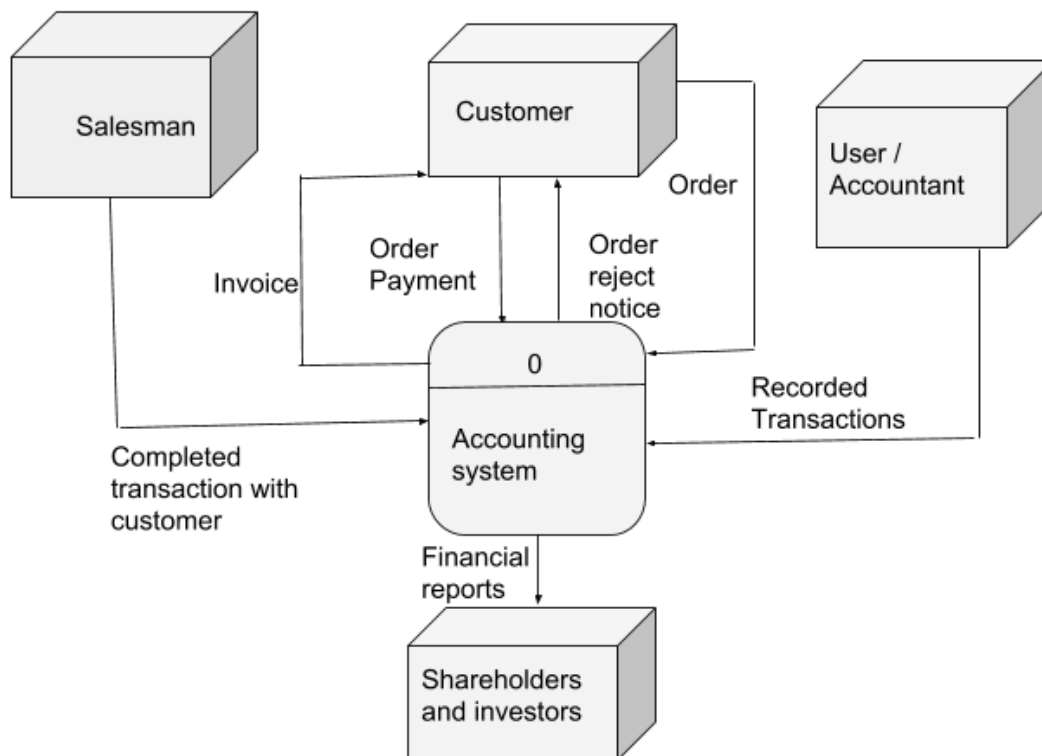 Salesman
Customer
User /
Accountant
Order
Invoice
Order
Payment
Order
reject
notice
0
Accounting
system
Recorded
Transactions
Completed
transaction with
customer
Financial
reports
Shareholders
and investors